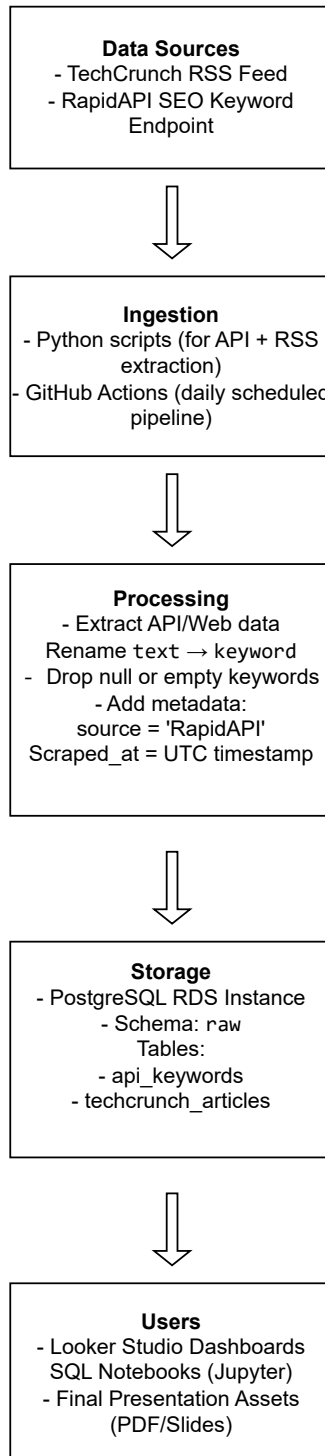 Data Sources
- TechCrunch RSS Feed
- RapidAPI SEO Keyword
Endpoint
Ingestion
- Python scripts (for API + RSS
extraction)
- GitHub Actions (daily scheduled
pipeline)
Processing
- Extract API/Web data
Rename text → keyword
- Drop null or empty keywords
- Add metadata:
source = 'RapidAPI'
Scraped_at = UTC timestamp
Storage
- PostgreSQL RDS Instance
- Schema: raw
Tables:
- api_keywords
- techcrunch_articles
Users
- Looker Studio Dashboards
SQL Notebooks (Jupyter)
- Final Presentation Assets
(PDF/Slides)